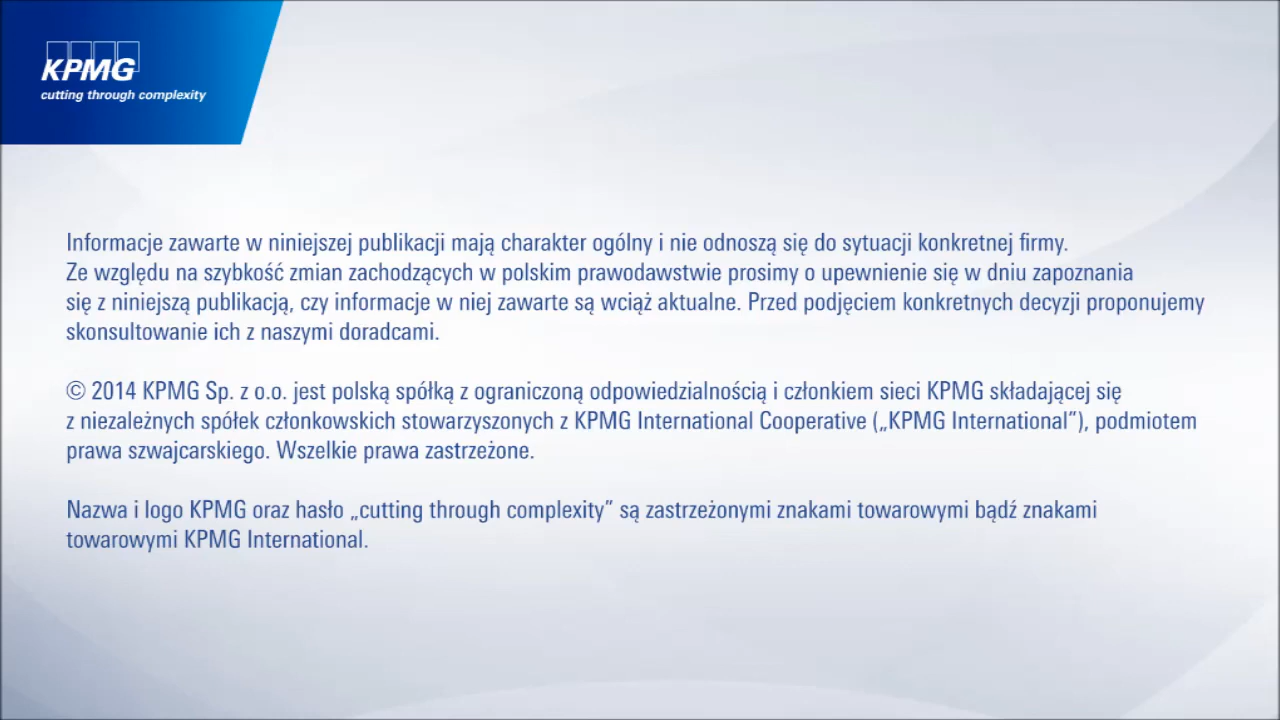 KPMG
cutting through complexity
Informacje zawarte w niniejszej publikacji mają charakter ogólny i nie odnoszą się do sytuacji konkretnej firmy.
Ze względu na szybkość zmian zachodzących w polskim prawodawstwie prosimy o upewnienie się w dniu zapoznania
się z niniejszą publikacją, czy informacje w niej zawarte są wciąż aktualne. Przed podjęciem konkretnych decyzji proponujemy
skonsultowanie ich z naszymi doradcami.
© 2014 KPMG Sp. z o.o. jest polską spółką z ograniczoną odpowiedzialnością i członkiem sieci KPMG składającej się
z niezależnych spółek członkowskich stowarzyszonych z KPMG International Cooperative („KPMG International”), podmiotem
prawa szwajcarskiego. Wszelkie prawa zastrzeżone.
Nazwa i logo KPMG oraz hasło „cutting through complexity” są zastrzeżonymi znakami towarowymi bądź znakami
towarowymi KPMG International.